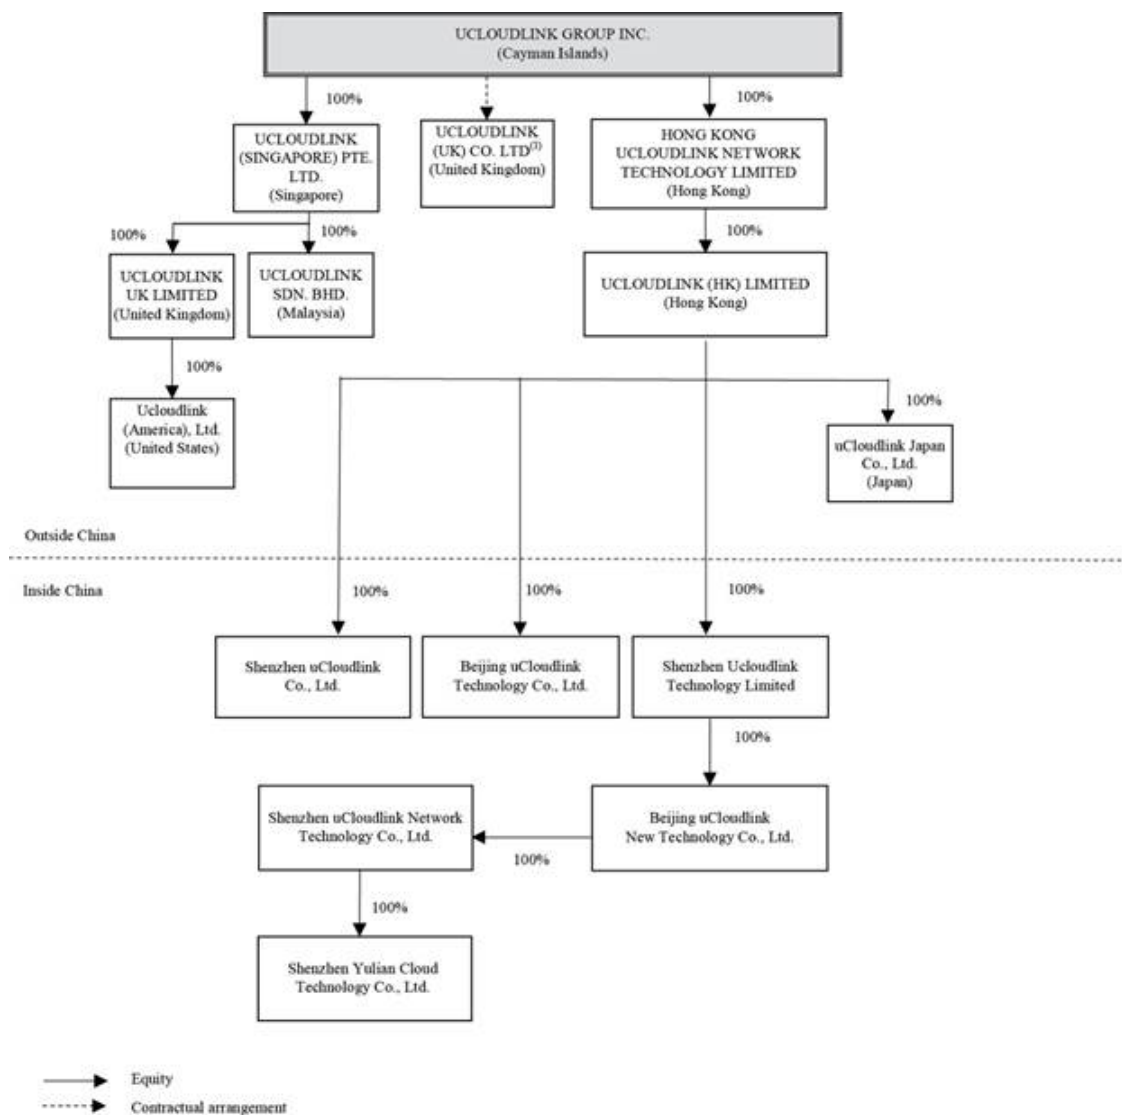 UCLOUDLINK GROUP INC.
(Cayman Islands)
100%
100%
UCLOUDLINK
(SINGAPORE) PTE.
LTD.
(Singapore)
UCLOUDLINK
(UK) CO. LTD(3)
(United Kingdom)
HONG KONG
UCLOUDLINK NETWORK
TECHNOLOGY LIMITED
(Hong Kong)
100%
100%
100%
UCLOUDLINK
UK LIMITED
(United Kingdom)
UCLOUDLINK
SDN. BHD.
(Malaysia)
UCLOUDLINK (HK) LIMITED
(Hong Kong)
100%
100%
Ucloudlink
(America), Ltd.
(United States)
uCloudlink Japan
Co., Ltd.
(Japan)
Outside China
Inside China
100%
100%
100%
Shenzhen uCloudlink
Co., Ltd.
Beijing uCloudlink
Technology Co., Ltd.
Shenzhen Ucloudlink
Technology Limited
100%
Shenzhen uCloudlink Network
Technology Co., Ltd.
Beijing uCloudlink
New Technology Co., Ltd.
100%
100%
Shenzhen Yulian Cloud
Technology Co., Ltd.
Equity
Contractual arrangement